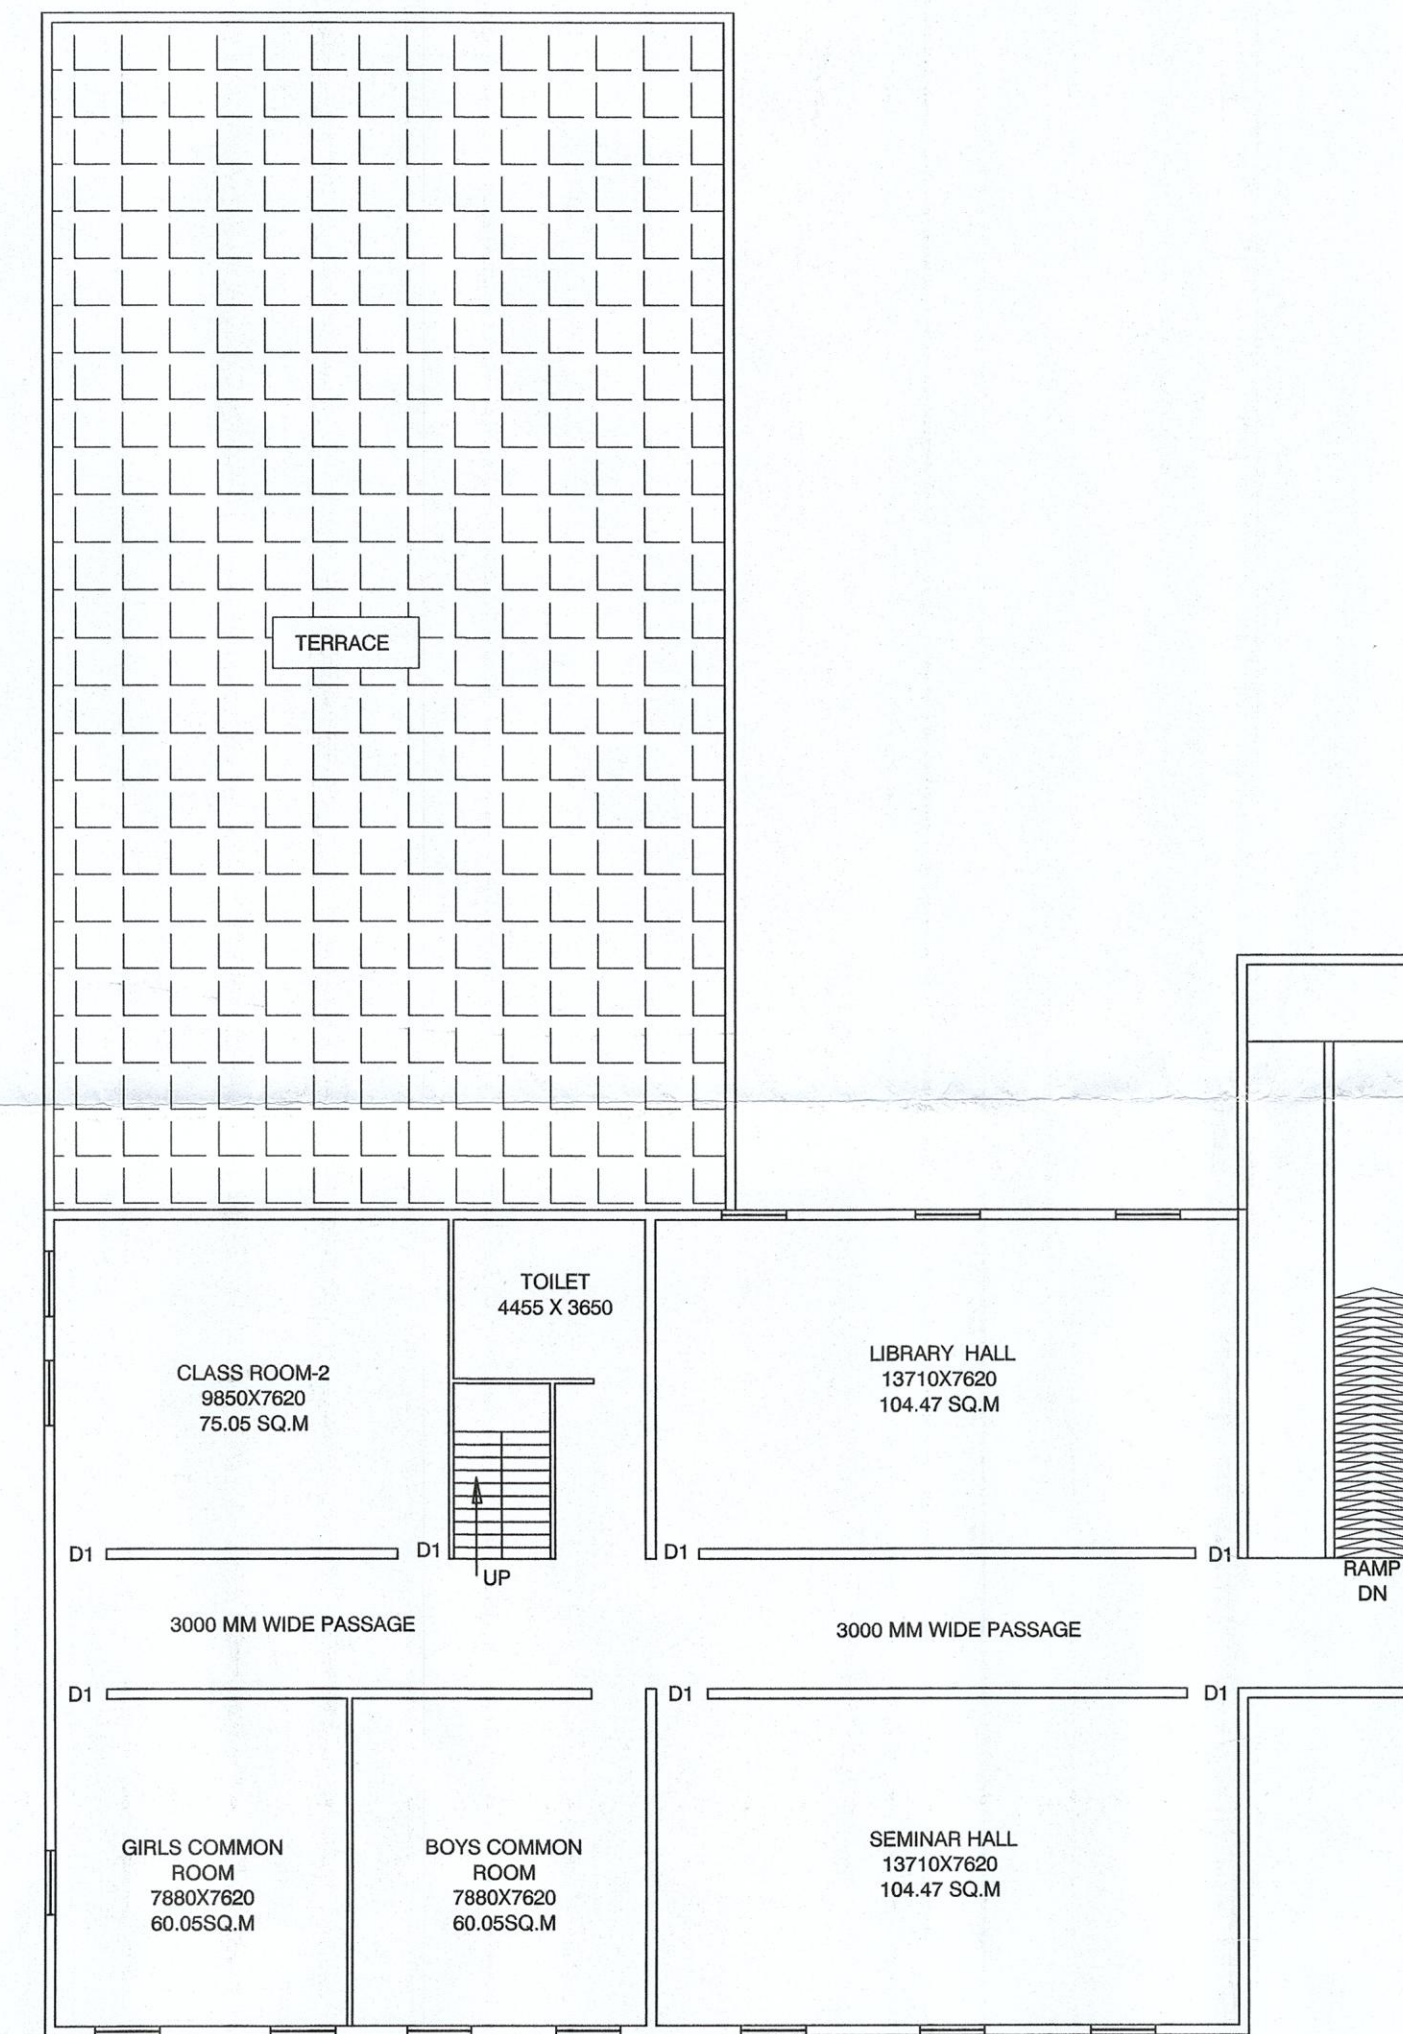 TERRACE
TOILET
4455 X 3650
CLASS ROOM-2
9850X7620
75.05 SQ.M
LIBRARY HALL
13710X7620
104.47 SQ.M
D1
D1
D1
D1
UP
RAMP
DN
3000 MM WIDE PASSAGE
3000 MM WIDE PASSAGE
D1
D1
D1
GIRLS COMMON
ROOM
7880X7620
60.05SQ.M
BOYS COMMON
ROOM
7880X7620
60.05SQ.M
SEMINAR HALL
13710X7620
104.47 SQ.M